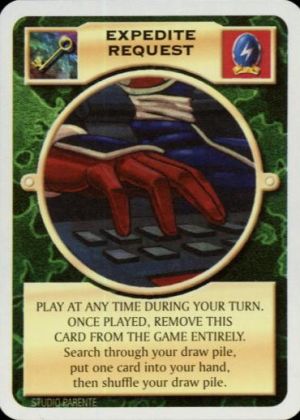 EXPEDITE
REQUEST
PLAY AT ANY TIME DURING YOUR TURN.
ONCE PLAYED, REMOVE THIS
CARD FROM THE GAME ENTIRELY.
Search through your draw pile,
put one card into your hand,
then shuffle your draw pile.
STUDIO PARENTE